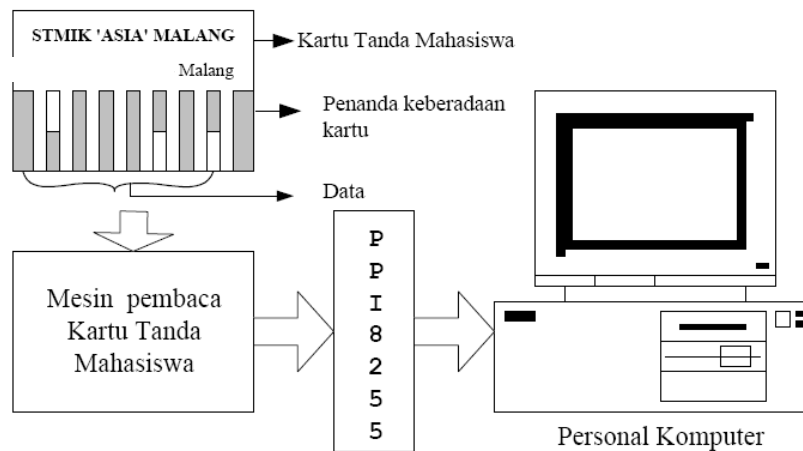 STMIK 'ASIA' MALANG
Malang
Kartu Tanda Mahasiswa
Penanda keberadaan
kartu
Data
Mesin pembaca
Kartu Tanda
Mahasiswa
P
P
I
8
2
5
5
Personal Komputer